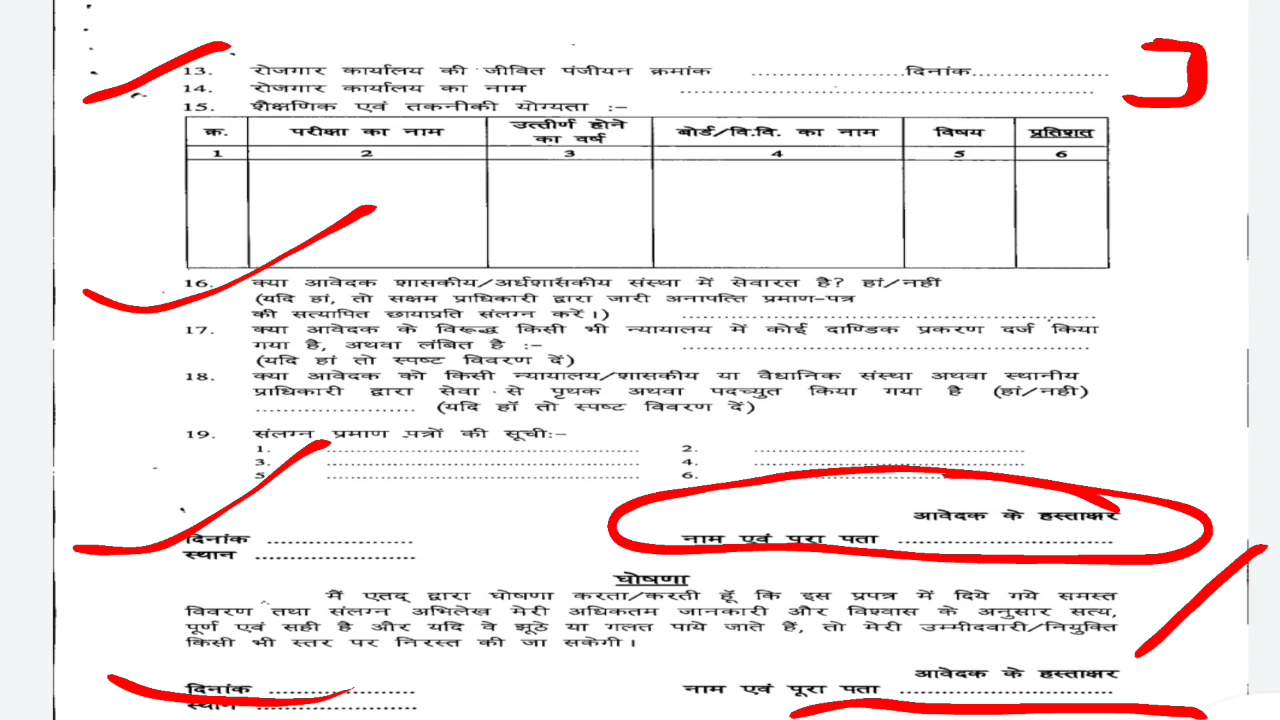 13. रोजगार कार्यालय की जीवित पंजीयन क्रमांक ......................दिनांक....................
14. रोजगार कार्यालय का नाम ............................................................
15. शैक्षणिक एवं तकनीकी योग्यता :-
क्र. परीक्षा का नाम उत्तीर्ण होने का वर्ष बोर्ड/वि.वि. का नाम विषय प्रतिशत
1 2 3 4 5 6
16. क्या आवेदक शासकीय/अर्धशासकीय संस्था में सेवारत है? हां/नहीं
(यदि हां, तो सक्षम प्राधिकारी द्वारा जारी अनापत्ति प्रमाण-पत्र
की सत्यापित छायाप्रति संलग्न करें।) ............................................................
17. क्या आवेदक के विरूद्ध किसी भी न्यायालय में कोई दाण्डिक प्रकरण दर्ज किया
गया है, अथवा लंबित है :- ............................................................
(यदि हां तो स्पष्ट विवरण दें)
18. क्या आवेदक को किसी न्यायालय/शासकीय या वैधानिक संस्था अथवा स्थानीय
प्राधिकारी द्वारा सेवा से पृथक अथवा पदच्युत किया गया है (हां/नही)
....................... (यदि हॉ तो स्पष्ट विवरण दें)
19. संलग्न प्रमाण पत्रों की सूची:-
1. ............................................. 2. ........................................
3. ............................................. 4. ........................................
5. ............................................. 6. ........................................
आवेदक के हस्ताक्षर
दिनांक ...................... नाम एवं पूरा पता ................................
स्थान ........................
घोषणा
मैं एतद् द्वारा घोषणा करता/करती हूँ कि इस प्रपत्र में दिये गये समस्त
विवरण तथा संलग्न अभिलेख मेरी अधिकतम जानकारी और विश्वास के अनुसार सत्य,
पूर्ण एवं सही है और यदि वे झूठे या गलत पाये जाते हैं, तो मेरी उम्मीदवारी/नियुक्ति
किसी भी स्तर पर निरस्त की जा सकेगी।
आवेदक के हस्ताक्षर
दिनांक ...................... नाम एवं पूरा पता ................................
स्थान ........................